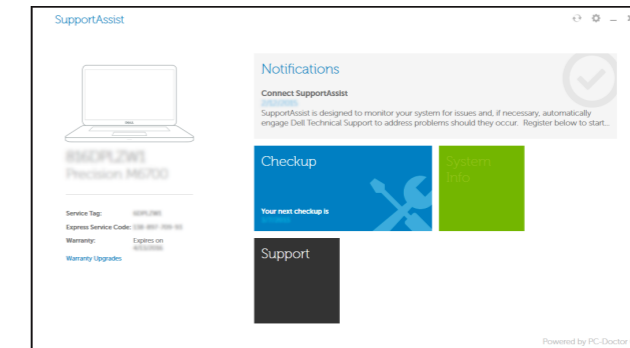 SupportAssist
Notifications
Connect SupportAssist
SupportAssist is designed to monitor your system for issues and, if necessary, automatically
engage Dell Technical Support to address problems should they occur. Register below to start...
Precision M6700
Checkup
System
Info
Your next checkup is
Service Tag:
Express Service Code:
Warranty: Expires on
Warranty Upgrades
Support
Powered by PC-Doctor